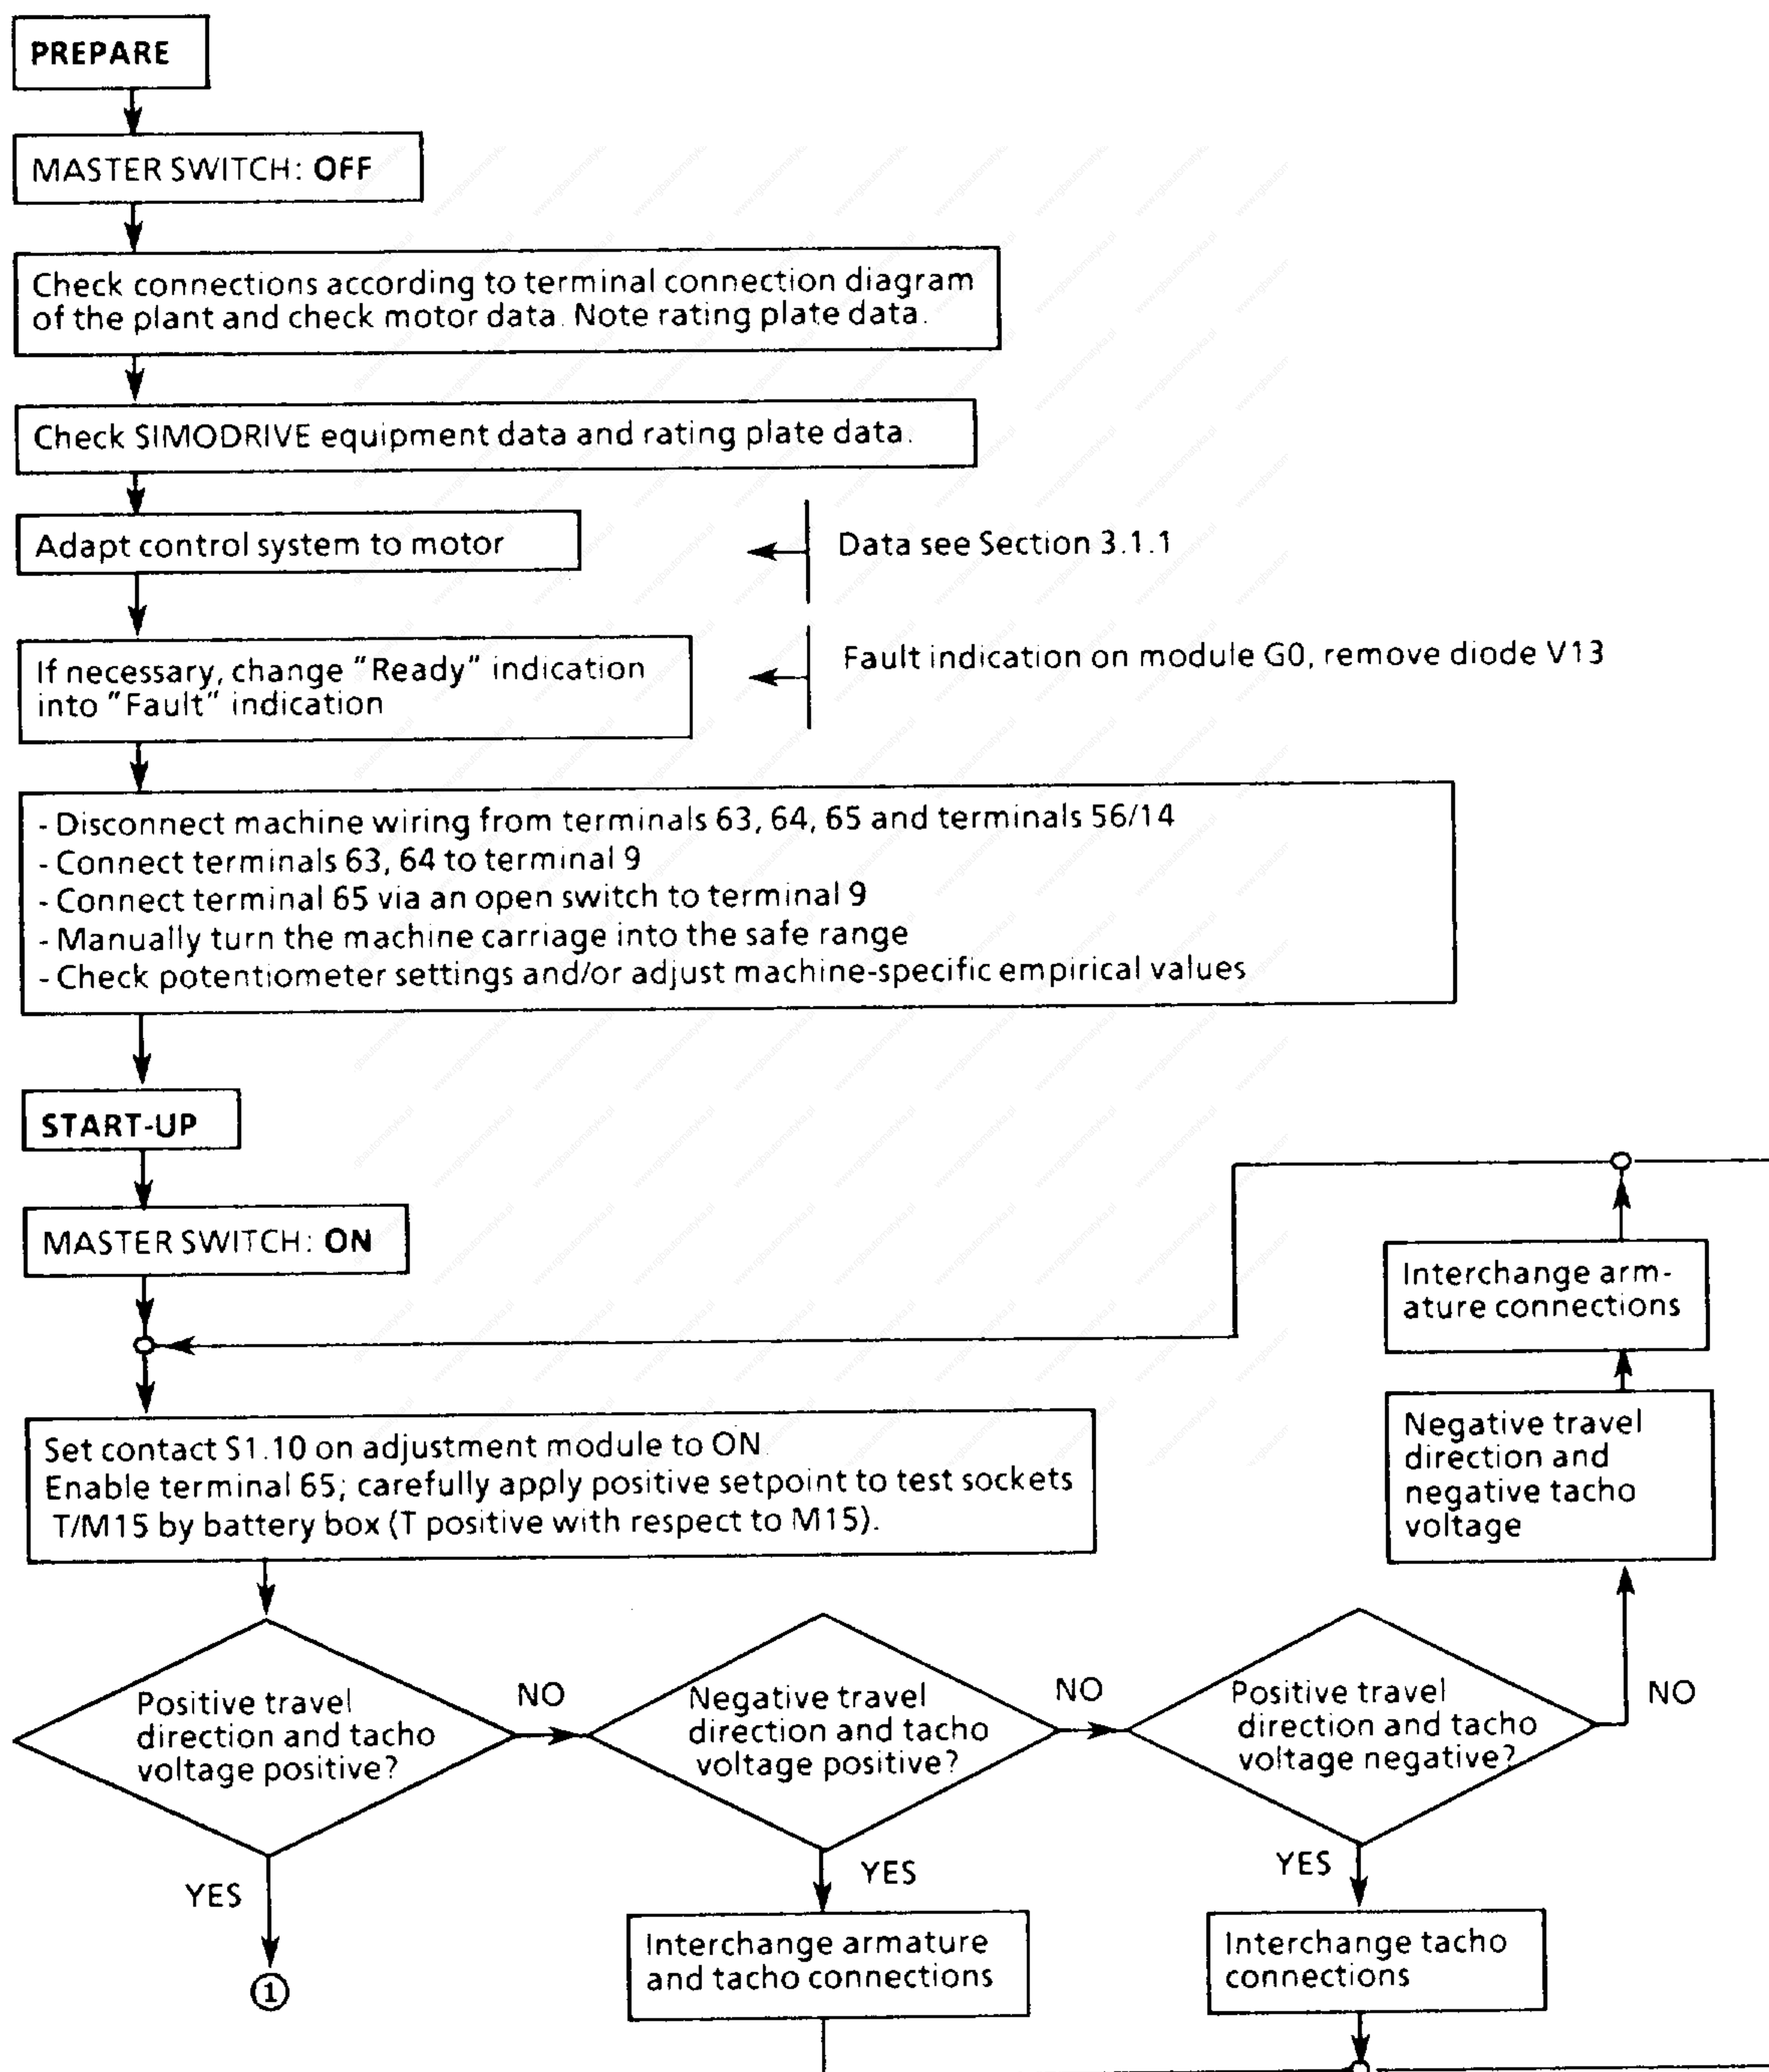 PREPARE
MASTER SWITCH: OFF
Check connections according to terminal connection diagram
of the plant and check motor data. Note rating plate data.
Check SIMODRIVE equipment data and rating plate data.
Adapt control system to motor
Data see Section 3.1.1
If necessary, change "Ready" indication
into "Fault" indication
Fault indication on module G0, remove diode V13
- Disconnect machine wiring from terminals 63, 64, 65 and terminals 56/14
- Connect terminals 63, 64 to terminal 9
- Connect terminal 65 via an open switch to terminal 9
- Manually turn the machine carriage into the safe range
- Check potentiometer settings and/or adjust machine-specific empirical values
START-UP
MASTER SWITCH: ON
Interchange arm-
ature connections
Negative travel
direction and
negative tacho
voltage
Set contact S1.10 on adjustment module to ON.
Enable terminal 65; carefully apply positive setpoint to test sockets
T/M15 by battery box (T positive with respect to M15).
Positive travel
direction and tacho
voltage positive?
NO
Negative travel
direction and tacho
voltage positive?
NO
Positive travel
direction and tacho
voltage negative?
NO
YES
YES
YES
①
Interchange armature
and tacho connections
Interchange tacho
connections
www.rgbautomatyka.pl